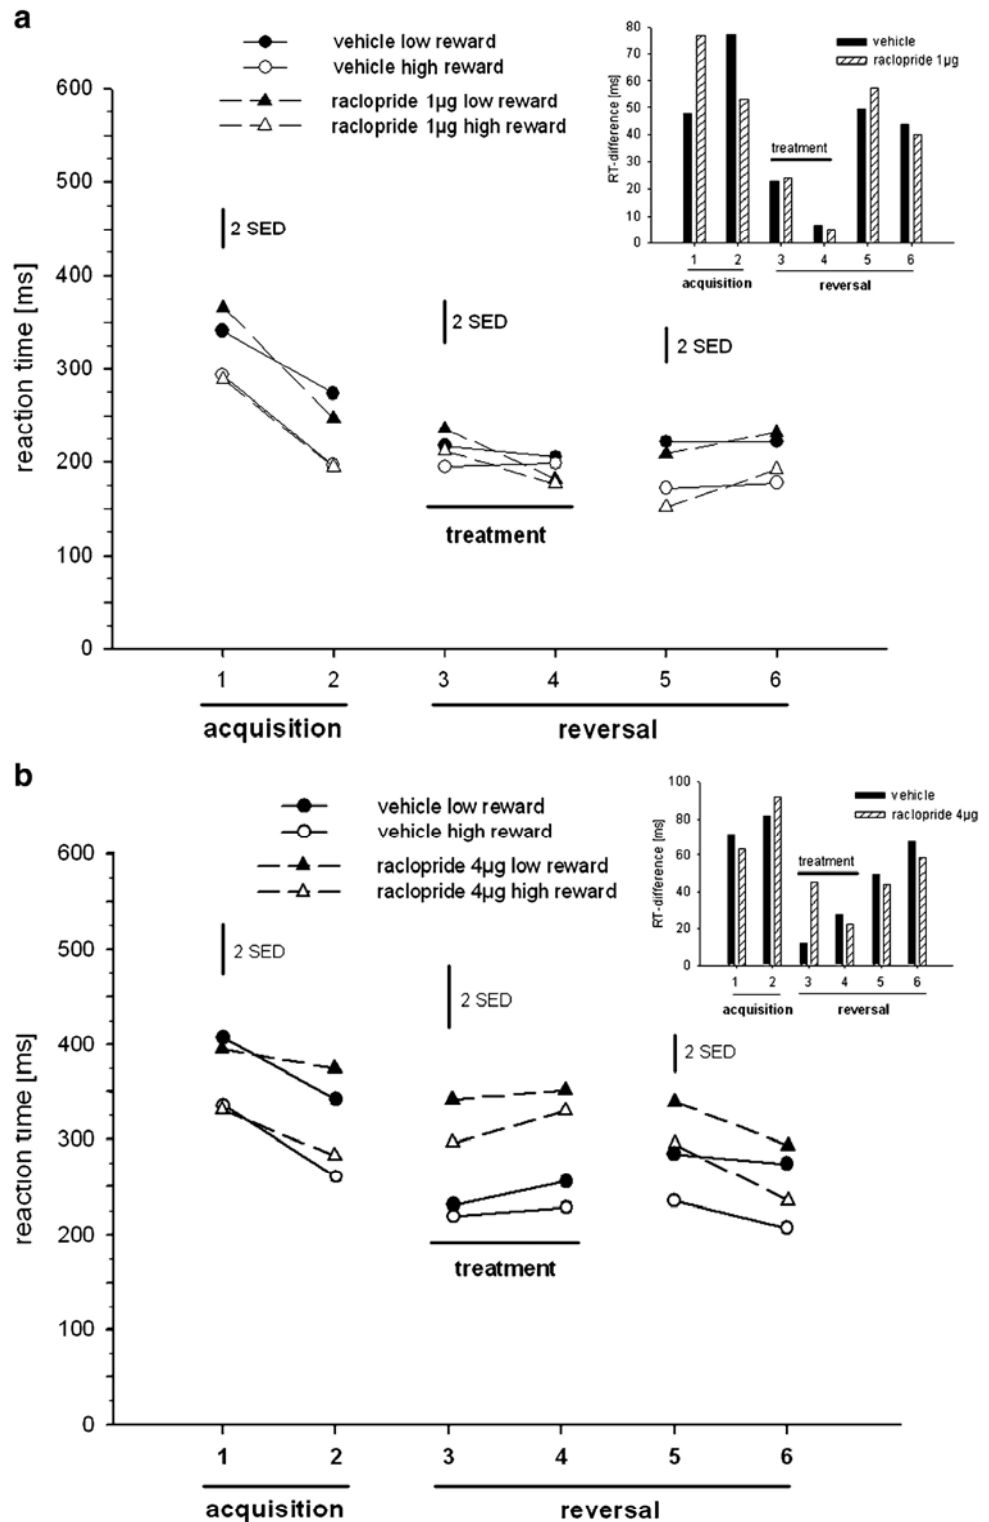 a
vehicle low reward
vehicle high reward
raclopride 1µg low reward
raclopride 1µg high reward
reaction time [ms]
600
500
400
300
200
100
0
2 SED
2 SED
2 SED
treatment
1 2 3 4 5 6
acquisition reversal
RT-difference [ms]
80
70
60
50
40
30
20
10
0
vehicle
raclopride 1µg
treatment
1 2 3 4 5 6
acquisition reversal
b
vehicle low reward
vehicle high reward
raclopride 4µg low reward
raclopride 4µg high reward
reaction time [ms]
600
500
400
300
200
100
0
2 SED
2 SED
2 SED
treatment
1 2 3 4 5 6
acquisition reversal
RT-difference [ms]
100
80
60
40
20
0
vehicle
raclopride 4µg
treatment
1 2 3 4 5 6
acquisition reversal